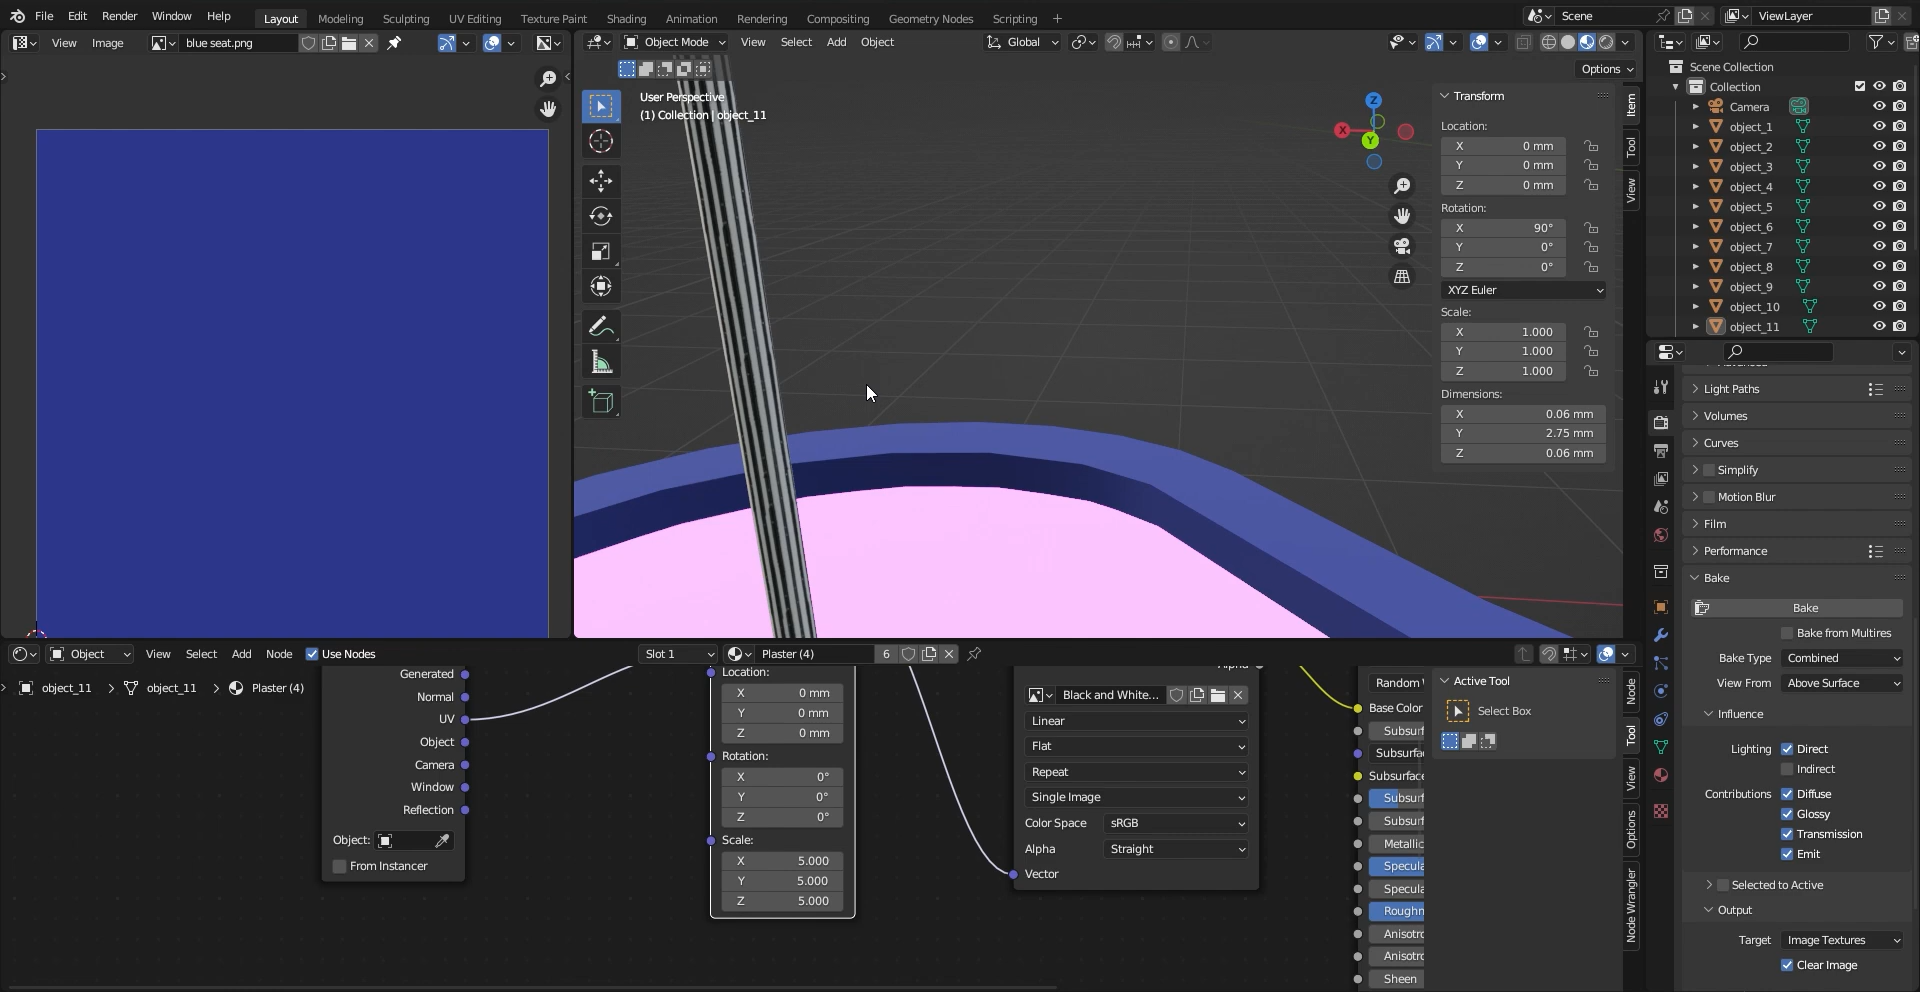 File Edit Render Window Help Layout Modeling Sculpting UV Editing Texture Paint Shading Animation Rendering Compositing Geometry Nodes Scripting + Scene ViewLayer
View Image blue seat.png Object Mode View Select Add Object Global
Options
Scene Collection
Collection
Camera
object_1
object_2
object_3
object_4
object_5
object_6
object_7
object_8
object_9
object_10
object_11
User Perspective
(1) Collection | object_11
Z
X
Y
Transform
Location:
X 0 mm
Y 0 mm
Z 0 mm
Rotation:
X 90°
Y 0°
Z 0°
XYZ Euler
Scale:
X 1.000
Y 1.000
Z 1.000
Dimensions:
X 0.06 mm
Y 2.75 mm
Z 0.06 mm
Item
Tool
View
Light Paths
Volumes
Curves
Simplify
Motion Blur
Film
Performance
Bake
Bake
Bake from Multires
Bake Type Combined
View From Above Surface
Influence
Lighting Direct
Indirect
Contributions Diffuse
Glossy
Transmission
Emit
Selected to Active
Output
Target Image Textures
Clear Image
Object View Select Add Node Use Nodes Slot 1 Plaster (4) 6
object_11 > object_11 > Plaster (4)
Generated
Normal
UV
Object
Camera
Window
Reflection
Object:
From Instancer
Location:
X 0 mm
Y 0 mm
Z 0 mm
Rotation:
X 0°
Y 0°
Z 0°
Scale:
X 5.000
Y 5.000
Z 5.000
Alpha
Black and White...
Linear
Flat
Repeat
Single Image
Color Space sRGB
Alpha Straight
Vector
Random
Base Color
Subsurf
Subsurfa
Subsurface
Subsurf
Subsurf
Metallic
Specula
Specula
Roughn
Anisotro
Anisotro
Sheen
Active Tool
Select Box
Node
Tool
View
Options
Node Wrangler